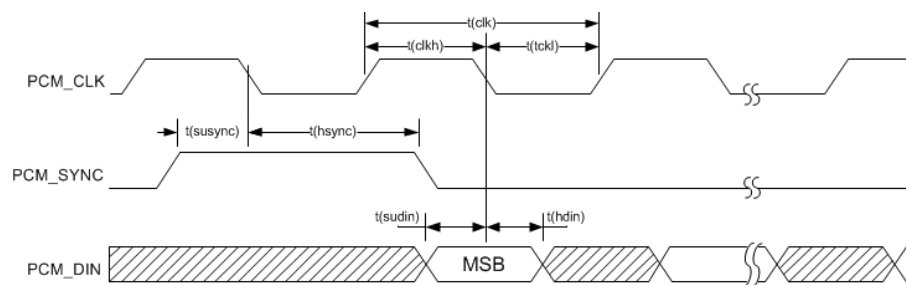 t(clk)
t(clkh) t(tckl)
PCM_CLK
t(susync) t(hsync)
PCM_SYNC
t(sudin) t(hdin)
PCM_DIN MSB